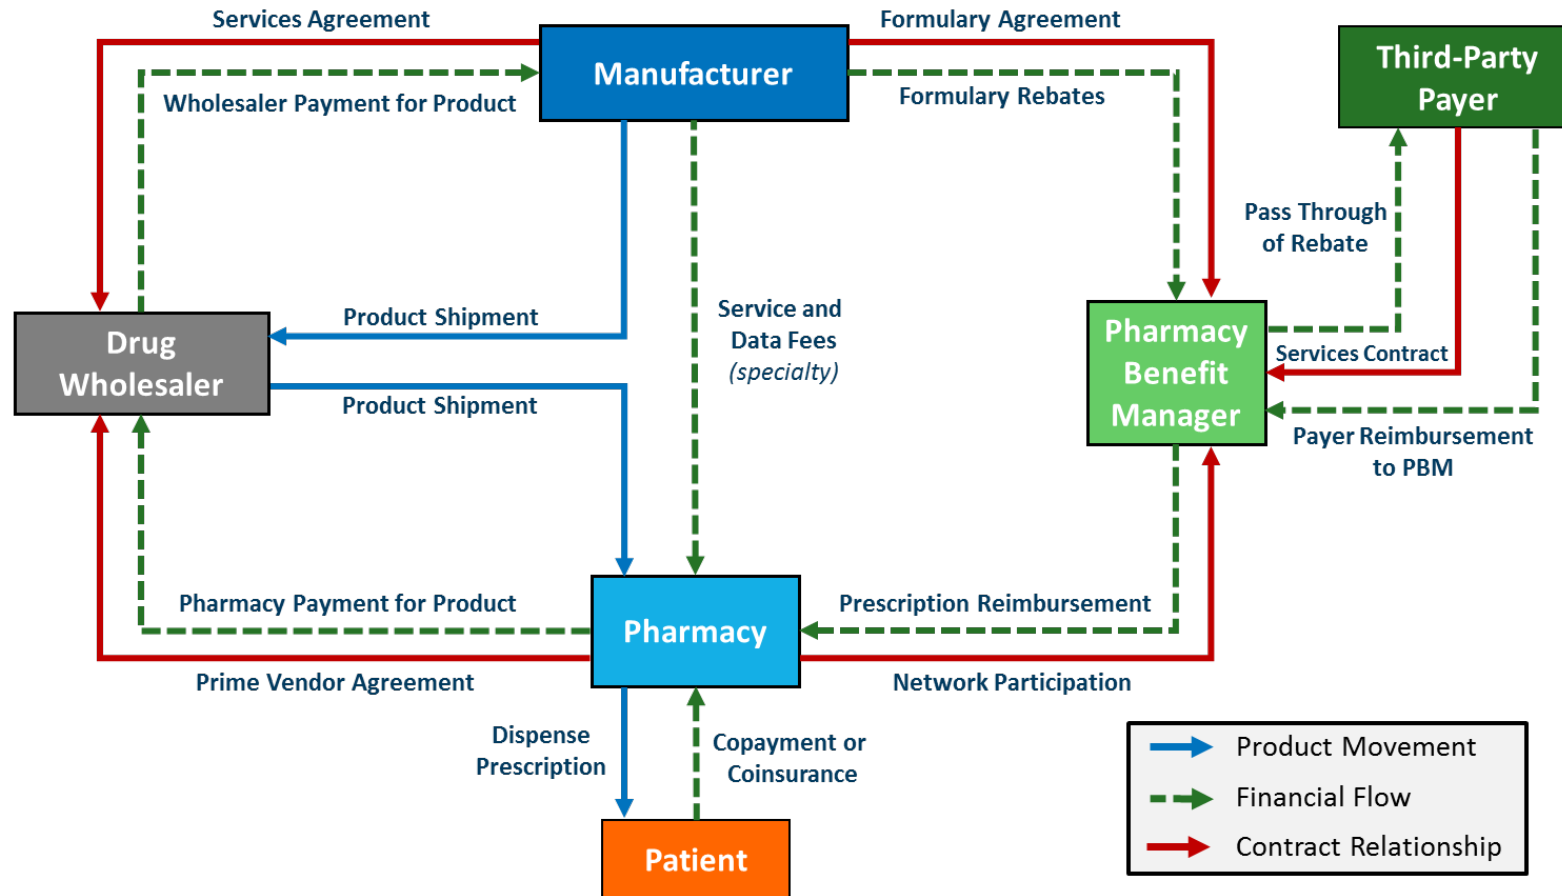 Services Agreement
Formulary Agreement
Manufacturer
Third-Party
Payer
Wholesaler Payment for Product
Formulary Rebates
Pass Through
of Rebate
Product Shipment
Service and
Data Fees
(specialty)
Drug
Wholesaler
Pharmacy
Benefit
Manager
Services Contract
Product Shipment
Payer Reimbursement
to PBM
Pharmacy Payment for Product
Pharmacy
Prescription Reimbursement
Prime Vendor Agreement
Network Participation
Dispense
Prescription
Copayment or
Coinsurance
Patient
Product Movement
Financial Flow
Contract Relationship